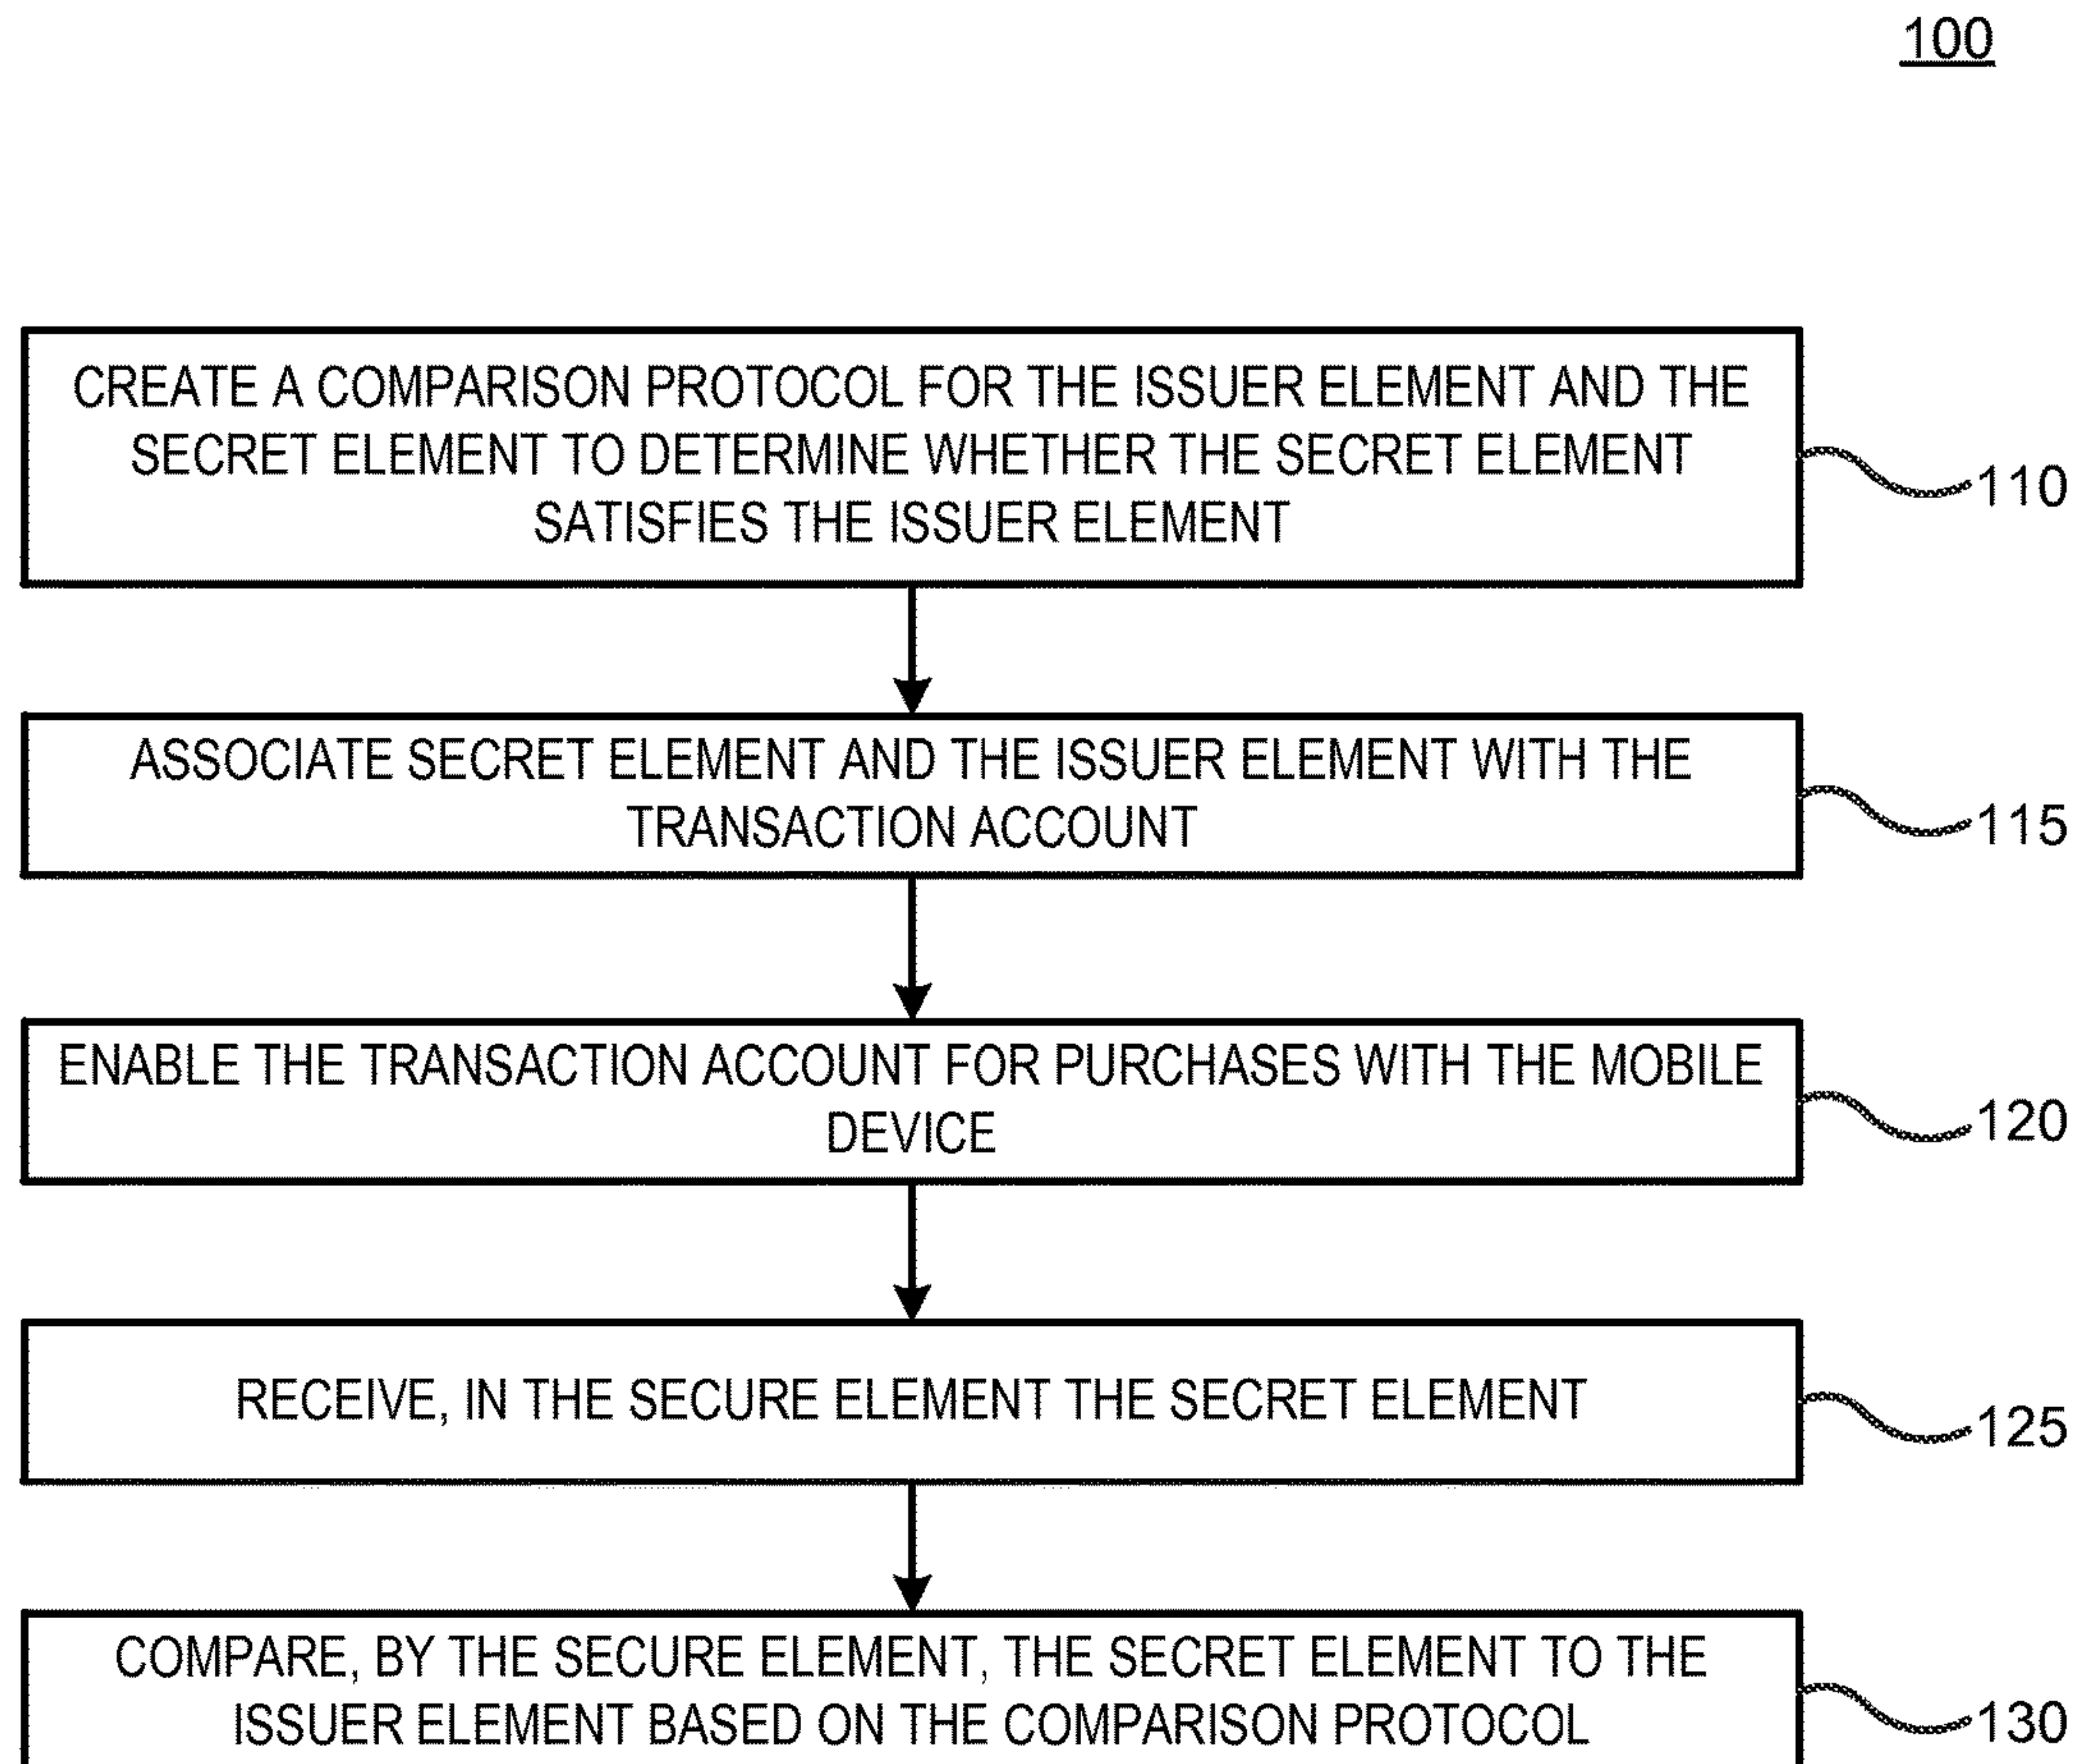 100
CREATE A COMPARISON PROTOCOL FOR THE ISSUER ELEMENT AND THE
SECRET ELEMENT TO DETERMINE WHETHER THE SECRET ELEMENT
SATISFIES THE ISSUER ELEMENT
110
ASSOCIATE SECRET ELEMENT AND THE ISSUER ELEMENT WITH THE
TRANSACTION ACCOUNT
115
ENABLE THE TRANSACTION ACCOUNT FOR PURCHASES WITH THE MOBILE
DEVICE
120
RECEIVE, IN THE SECURE ELEMENT THE SECRET ELEMENT
125
COMPARE, BY THE SECURE ELEMENT, THE SECRET ELEMENT TO THE
ISSUER ELEMENT BASED ON THE COMPARISON PROTOCOL
130